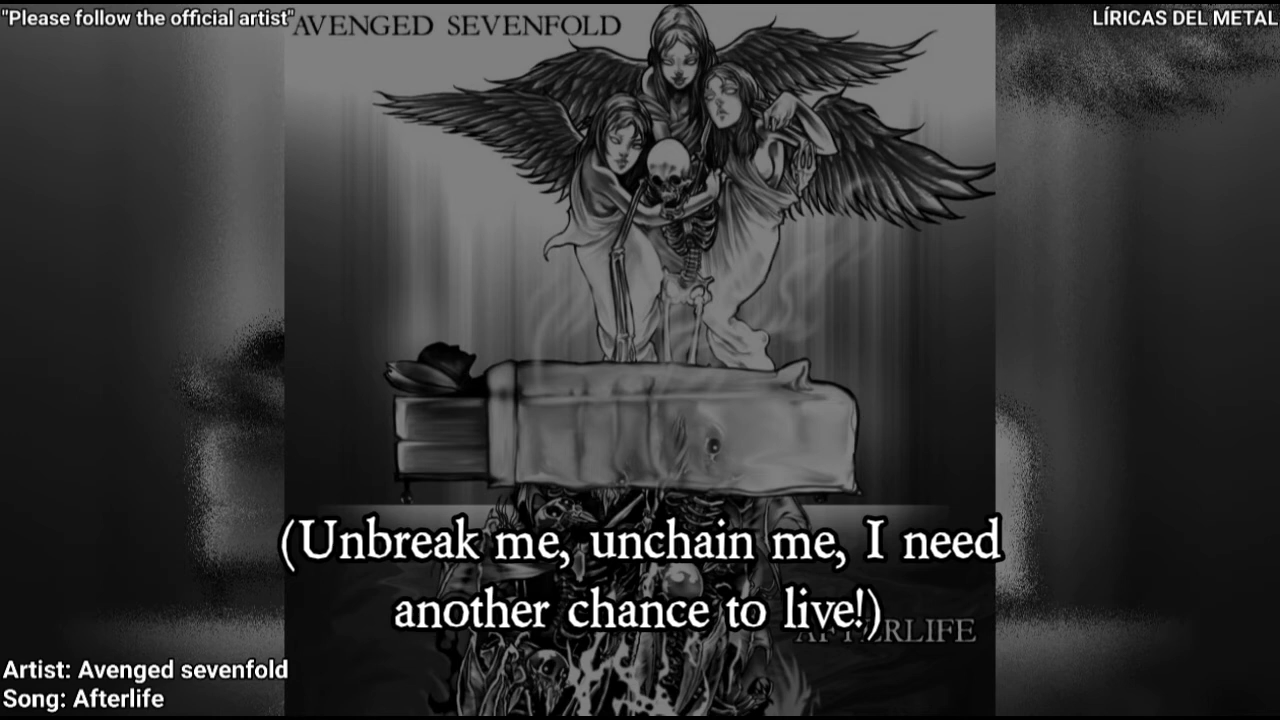 "Please follow the official artist"
AVENGED SEVENFOLD
LÍRICAS DEL METAL
(Unbreak me, unchain me, I need
another chance to live!)
AFTERLIFE
Artist: Avenged sevenfold
Song: Afterlife